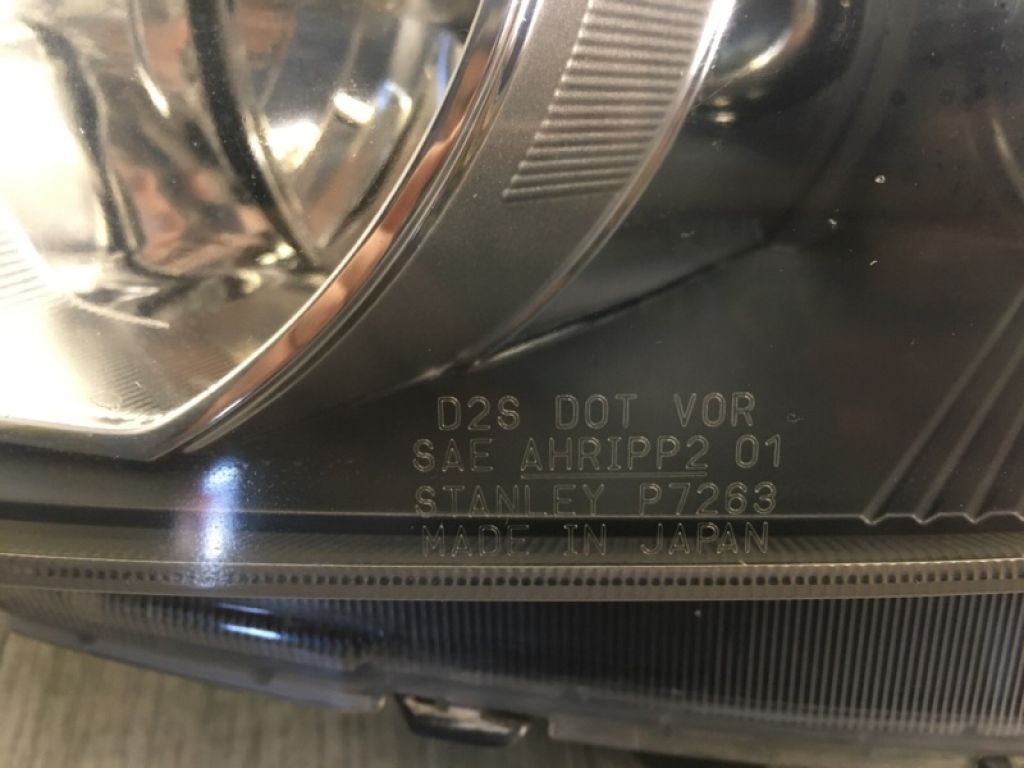 D2S DOT VOR
SAE AHRIPP2 01
STANLEY P7263
MADE IN JAPAN